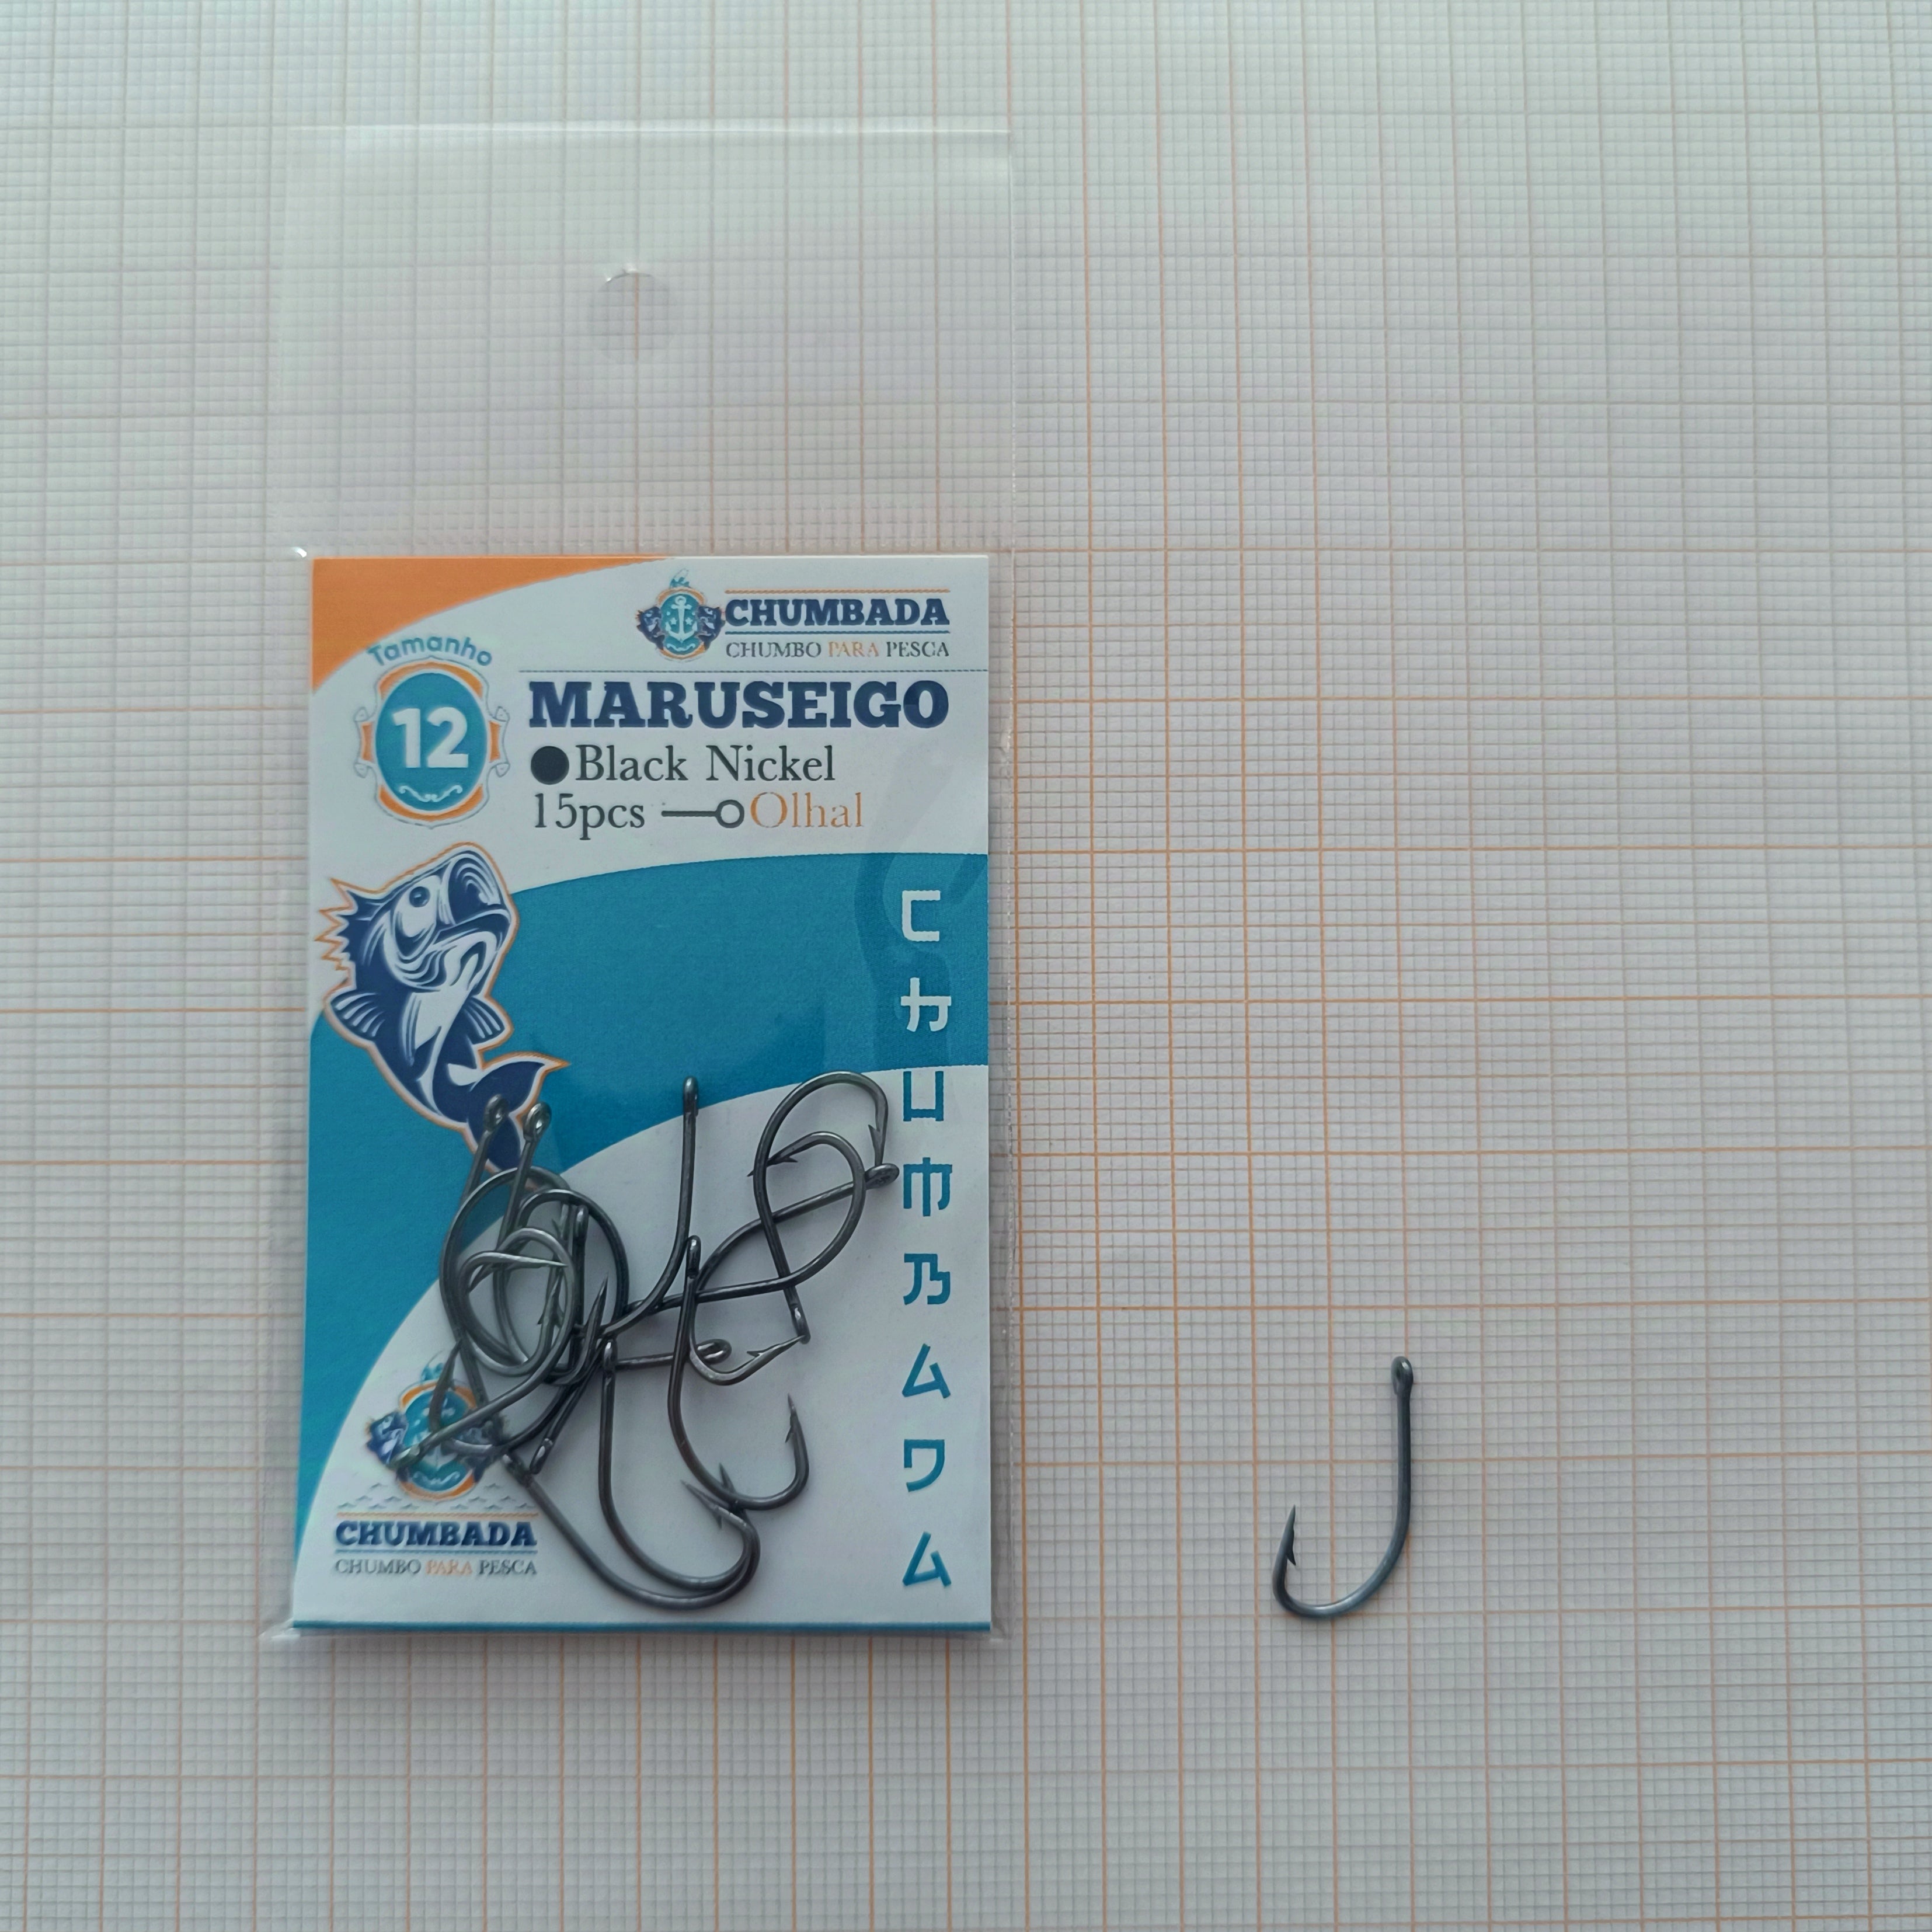 CHUMBADA
CHUMBO PARA PESCA
Tamanho
12
MARUSEIGO
Black Nickel
15pcs Olhal
CHUMBADA
CHUMBADA
CHUMBO PARA PESCA